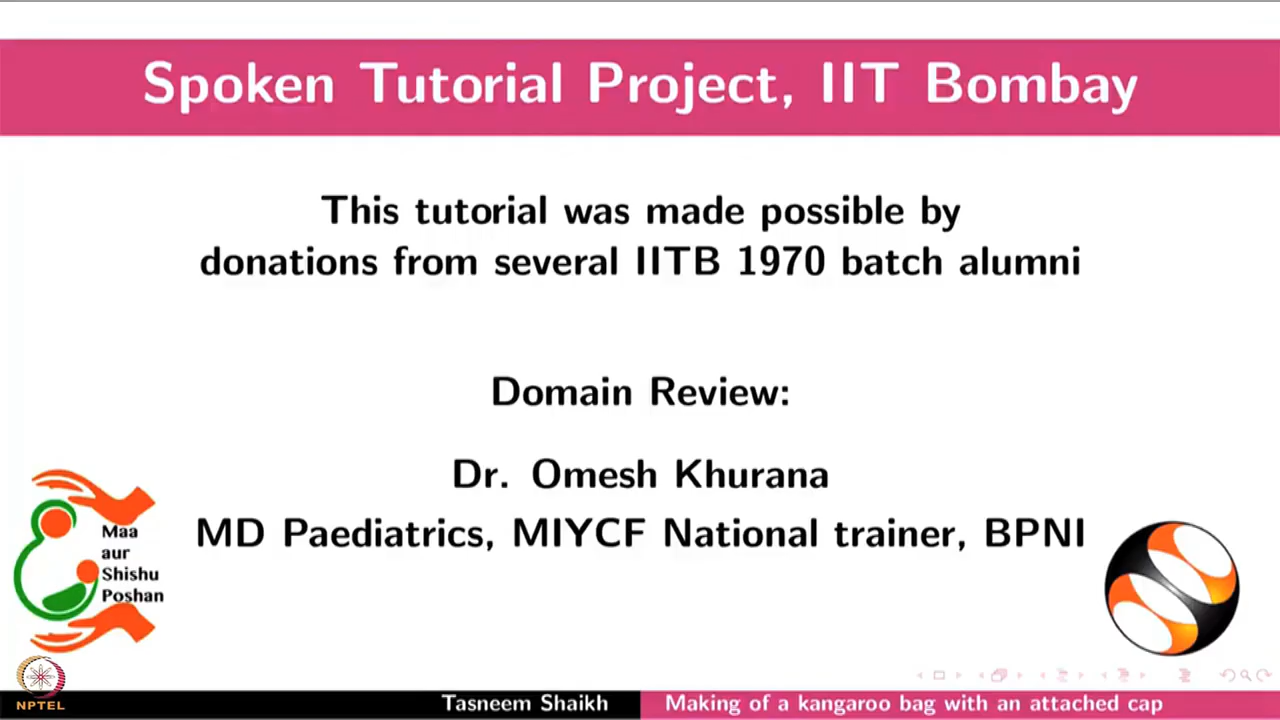 Spoken Tutorial Project, IIT Bombay
This tutorial was made possible by
donations from several IITB 1970 batch alumni
Domain Review:
Dr. Omesh Khurana
MD Paediatrics, MIYCF National trainer, BPNI
Maa
aur
Shishu
Poshan
NPTEL
Tasneem Shaikh
Making of a kangaroo bag with an attached cap